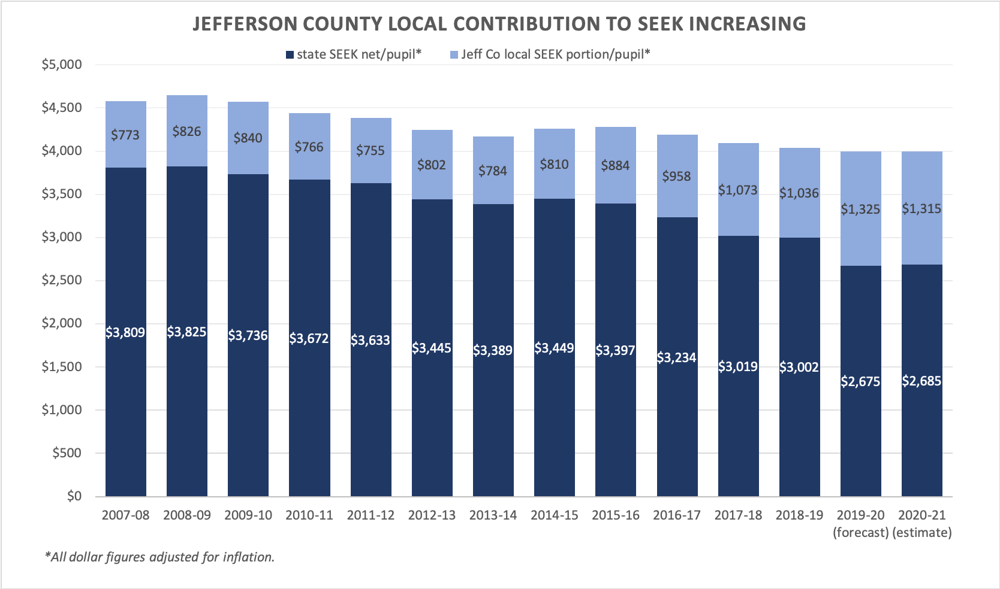 JEFFERSON COUNTY LOCAL CONTRIBUTION TO SEEK INCREASING
state SEEK net/pupil* Jeff Co local SEEK portion/pupil*
$5,000
$4,500
$4,000
$3,500
$3,000
$2,500
$2,000
$1,500
$1,000
$500
$0
$773 $826 $840 $766 $755 $802 $784 $810 $884 $958 $1,073 $1,036 $1,325 $1,315
$3,809 $3,825 $3,736 $3,672 $3,633 $3,445 $3,389 $3,449 $3,397 $3,234 $3,019 $3,002 $2,675 $2,685
2007-08 2008-09 2009-10 2010-11 2011-12 2012-13 2013-14 2014-15 2015-16 2016-17 2017-18 2018-19 2019-20 2020-21
(forecast) (estimate)
*All dollar figures adjusted for inflation.